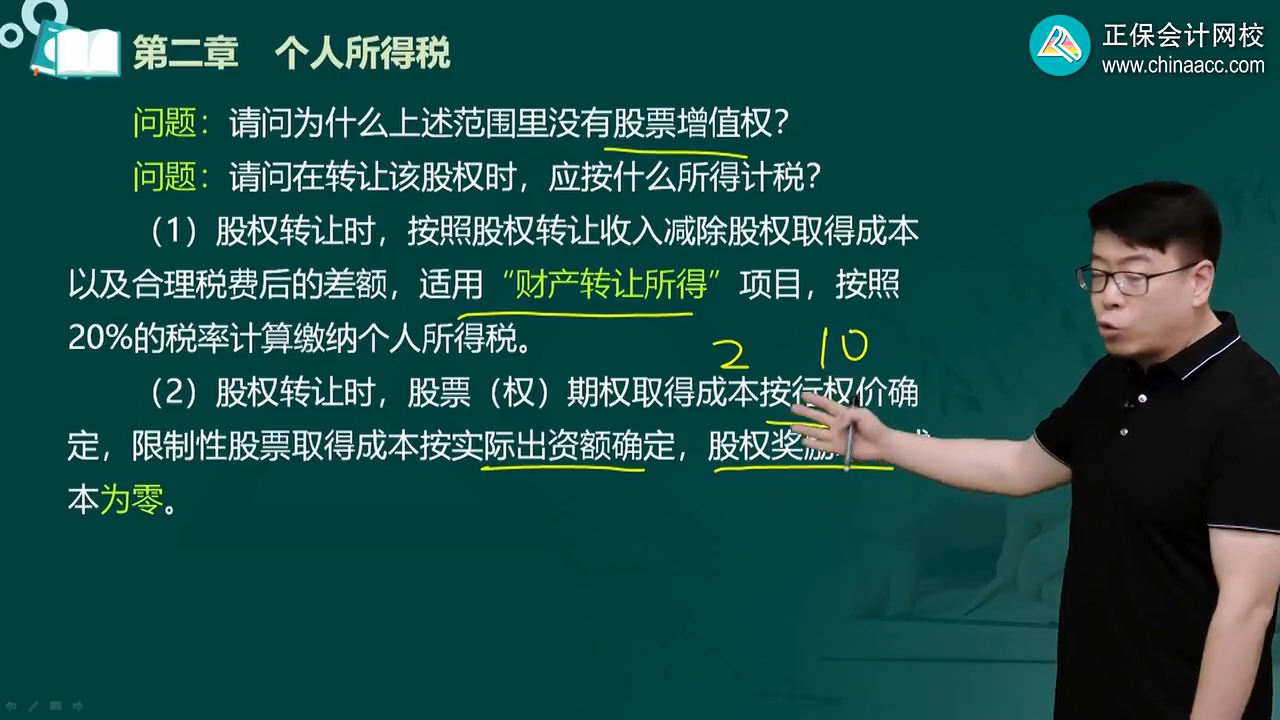 第二章 个人所得税
正保会计网校
www.chinaacc.com
问题：请问为什么上述范围里没有股票增值权？
问题：请问在转让该股权时，应按什么所得计税？
（1）股权转让时，按照股权转让收入减除股权取得成本
以及合理税费后的差额，适用“财产转让所得”项目，按照
20%的税率计算缴纳个人所得税。
2 10
（2）股权转让时，股票（权）期权取得成本按行权价确
定，限制性股票取得成本按实际出资额确定，股权奖
本为零。